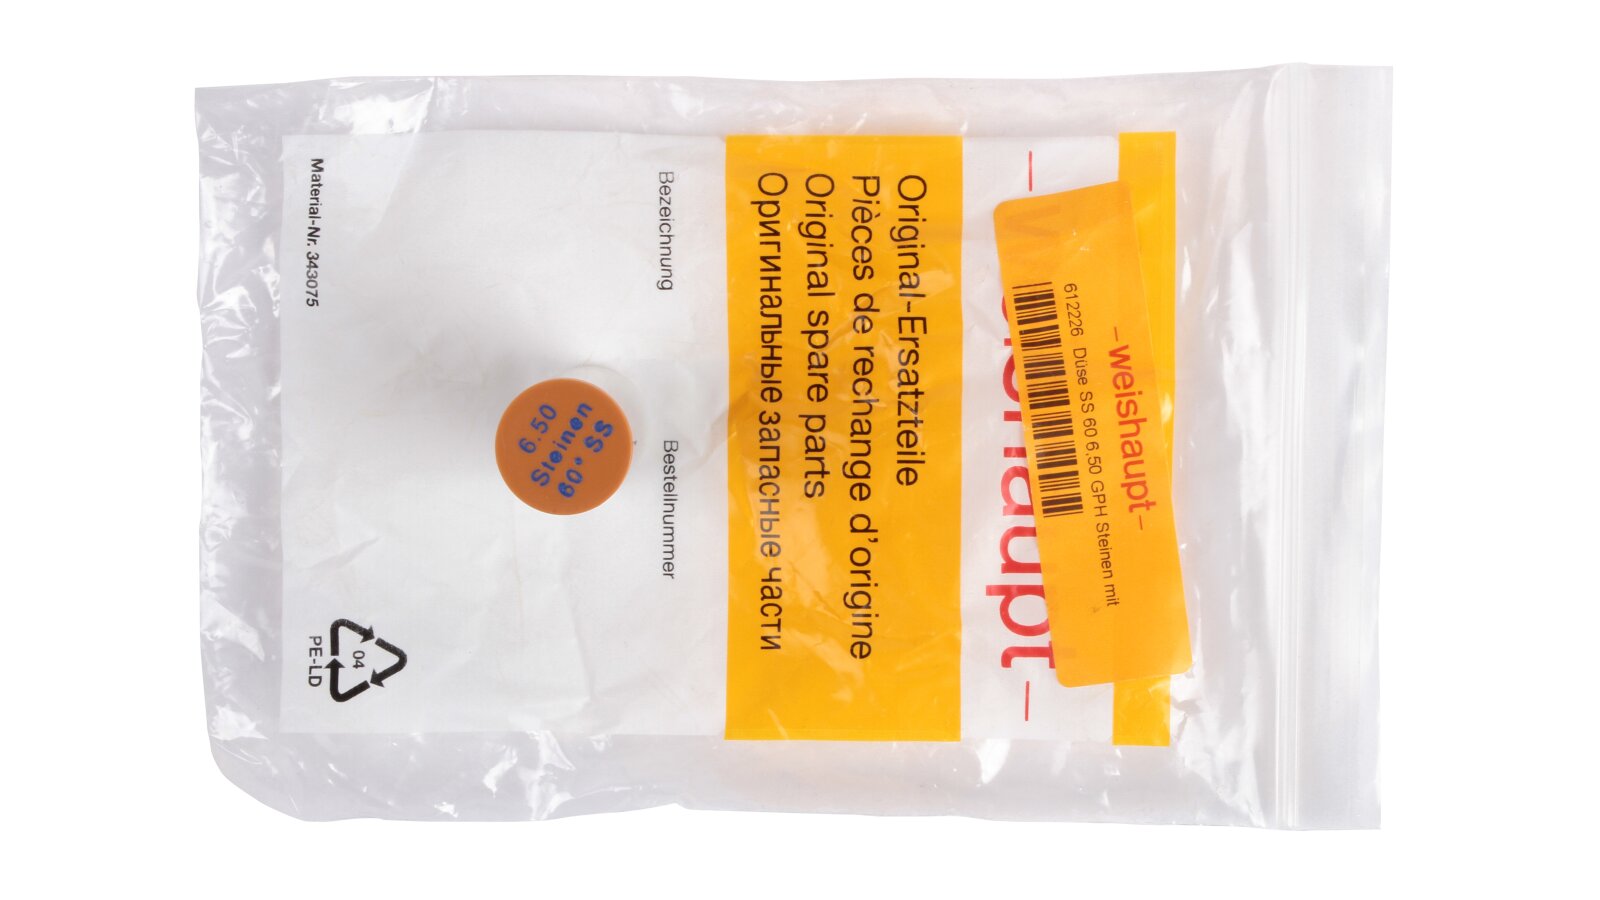 –weishaupt–
612226 Düse SS 60 6,50 GPH Steinen mit
Original-Ersatzteile
Pièces de rechange d'origine
Original spare parts
Оригинальные запасные части
Bezeichnung
Bestellnummer
6.50
Steinen
60° SS
Material-Nr. 343075
04
PE-LD